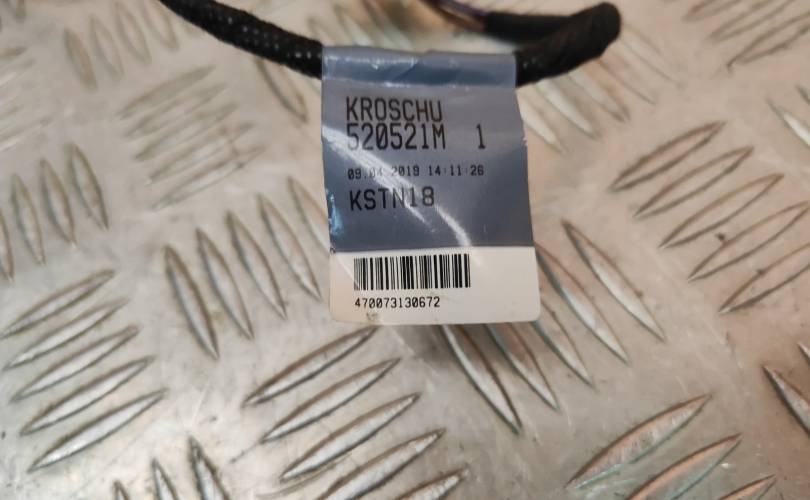 KROSCHU
520521M 1
09.04.2019 14:11:26
KSTN18
470073130672